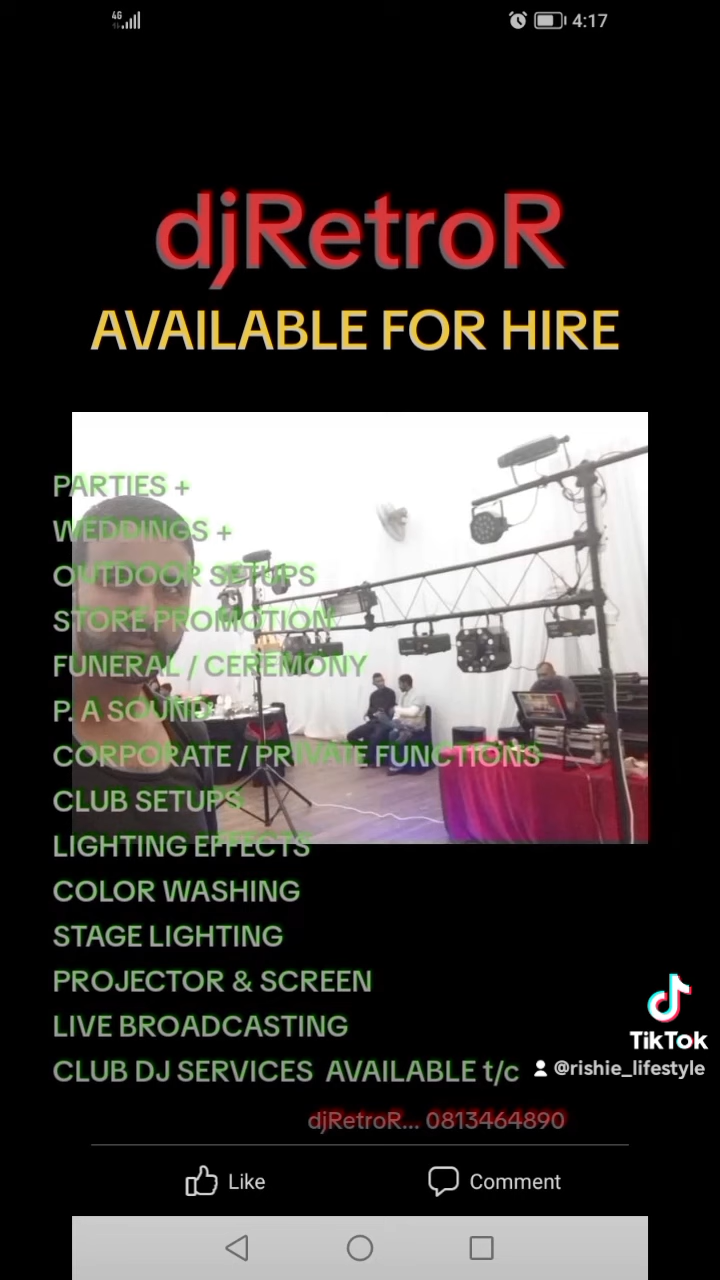 4G
4:17
djRetroR
AVAILABLE FOR HIRE
PARTIES +
WEDDINGS +
OUTDOOR SETUPS
STORE PROMOTION
FUNERAL / CEREMONY
P. A SOUND
CORPORATE / PRIVATE FUNCTIONS
CLUB SETUPS
LIGHTING EFFECTS
COLOR WASHING
STAGE LIGHTING
PROJECTOR & SCREEN
LIVE BROADCASTING
CLUB DJ SERVICES AVAILABLE t/c
TikTok
@rishie_lifestyle
djRetroR... 0813464890
Like
Comment